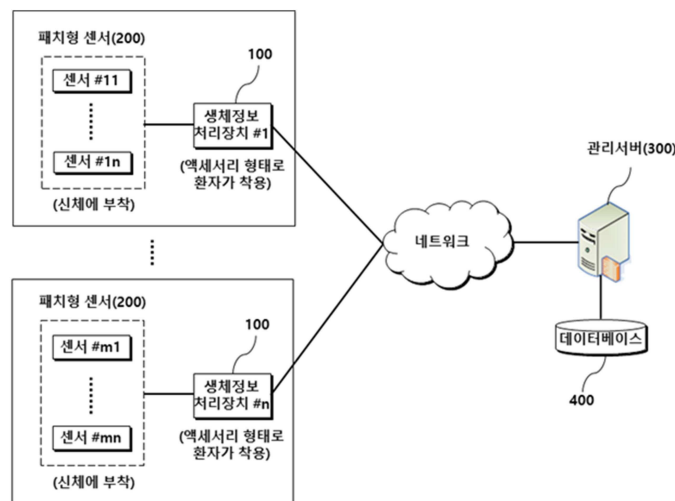 패치형 센서(200)
센서 #11
센서 #1n
(신체에 부착)
100
생체정보
처리장치 #1
(액세서리 형태로
환자가 착용)
패치형 센서(200)
센서 #m1
센서 #mn
(신체에 부착)
100
생체정보
처리장치 #n
(액세서리 형태로
환자가 착용)
네트워크
관리서버(300)
데이터베이스
400